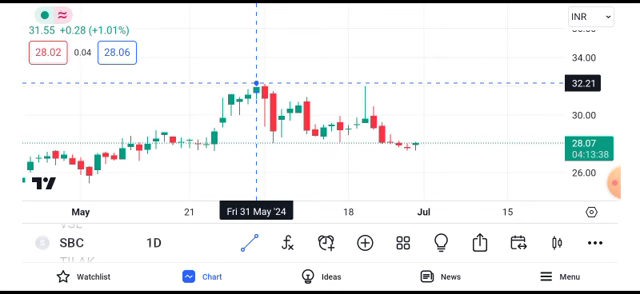 INR
31.55 +0.28 (+1.01%)
28.02 0.04 28.06
34.00
32.21
30.00
28.07
04:13:38
26.00
May 21 Fri 31 May '24 18 Jul 15
SBC 1D
TILAK
Watchlist Chart Ideas News Menu